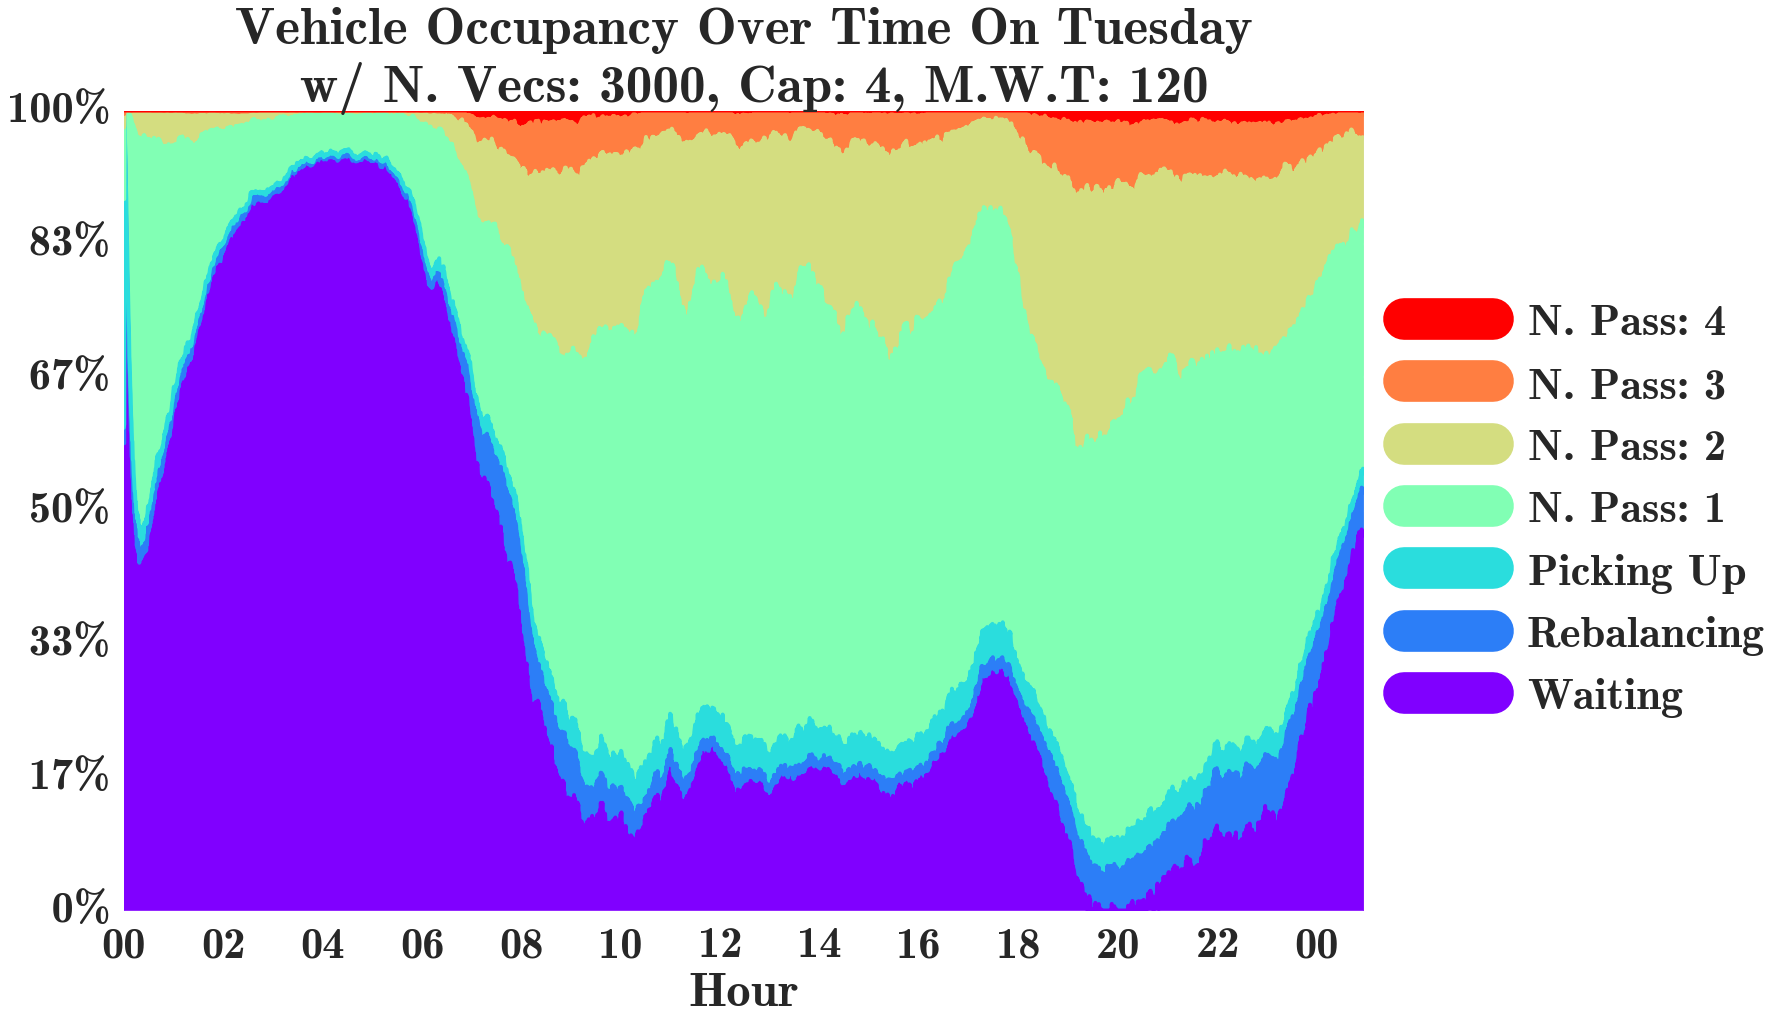 Vehicle Occupancy Over Time On Tuesday
w/ N. Vecs: 3000, Cap: 4, M.W.T: 120
100%
83%
67%
50%
33%
17%
0%
00 02 04 06 08 10 12 14 16 18 20 22 00
Hour
N. Pass: 4
N. Pass: 3
N. Pass: 2
N. Pass: 1
Picking Up
Rebalancing
Waiting